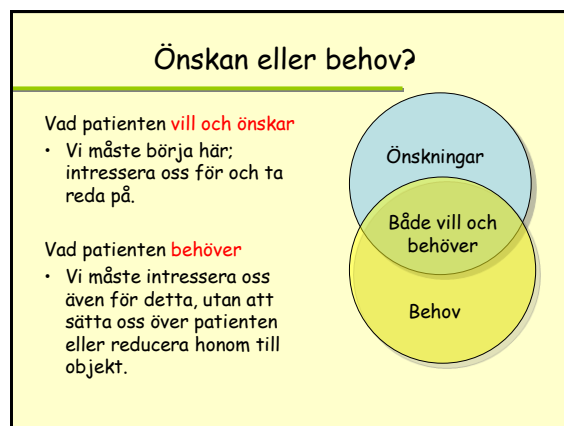 Önskan eller behov?
Vad patienten vill och önskar
• Vi måste börja här;
intressera oss för och ta
reda på.
Vad patienten behöver
• Vi måste intressera oss
även för detta, utan att
sätta oss över patienten
eller reducera honom till
objekt.
Önskningar
Både vill och
behöver
Behov